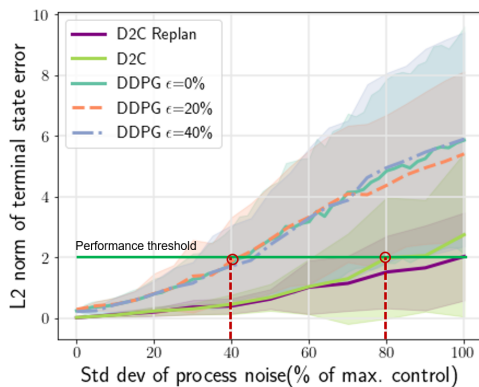 10
8
6
4
2
0
L2 norm of terminal state error
D2C Replan
D2C
DDPG ϵ=0%
DDPG ϵ=20%
DDPG ϵ=40%
Performance threshold
0 20 40 60 80 100
Std dev of process noise(% of max. control)